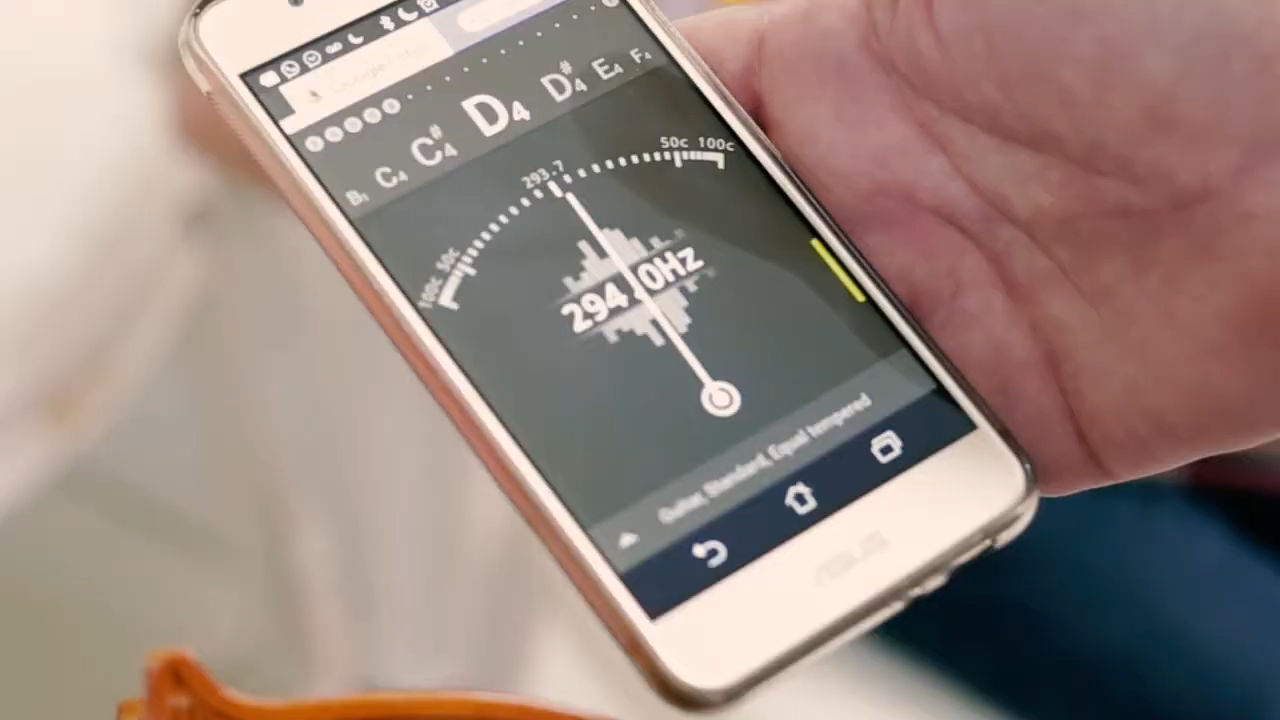 B₃ C₄ C#₄ D₄ D#₄ E₄ F₄
100c 50c 293.7 50c 100c
294.0Hz
Guitar, Standard, Equal tempered
ASUS